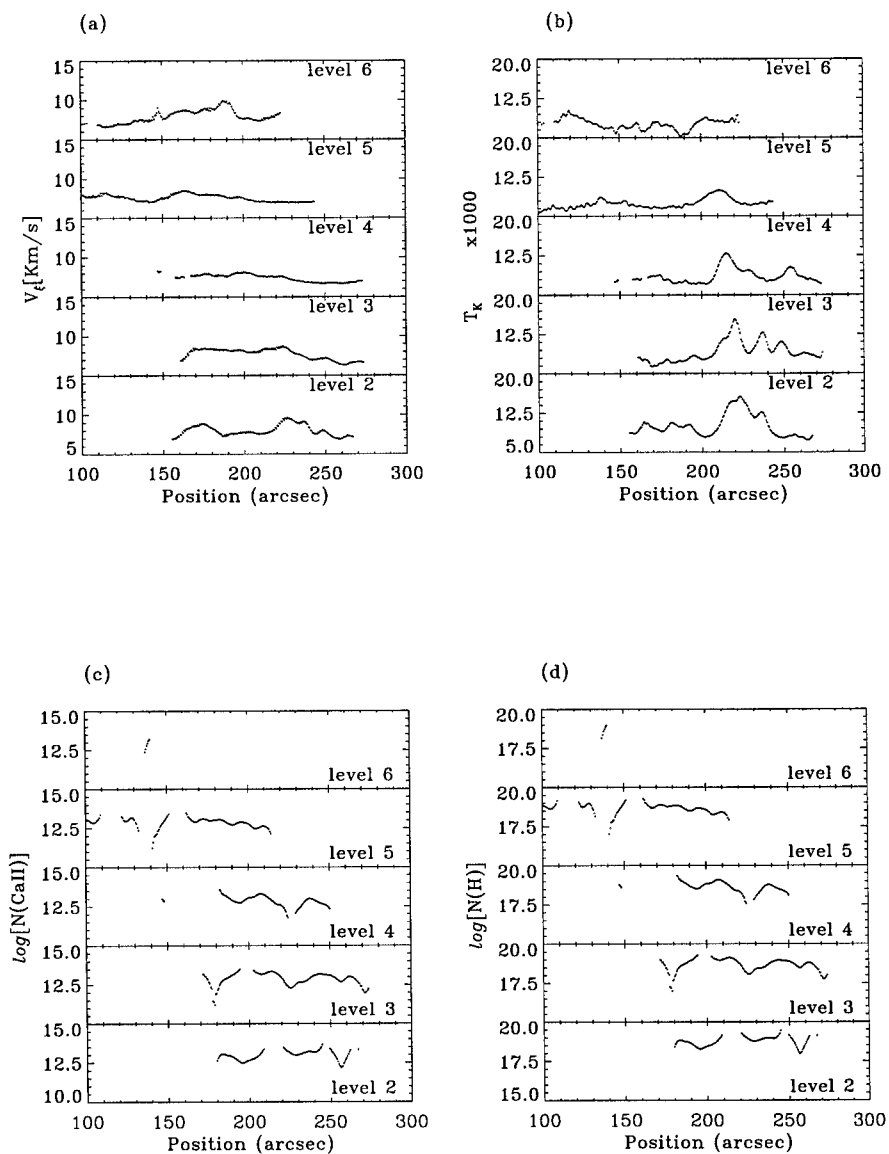 (a)
15
10
15
10
15
10
15
10
15
10
5
level 6
level 5
level 4
level 3
level 2
Vt[Km/s]
100
150
200
250
300
Position (arcsec)
(b)
20.0
12.5
20.0
12.5
20.0
12.5
20.0
12.5
20.0
12.5
5.0
level 6
level 5
level 4
level 3
level 2
TK x1000
100
150
200
250
300
Position (arcsec)
(c)
15.0
12.5
15.0
12.5
15.0
12.5
15.0
12.5
15.0
12.5
10.0
level 6
level 5
level 4
level 3
level 2
log[N(CaII)]
100
150
200
250
300
Position (arcsec)
(d)
20.0
17.5
20.0
17.5
20.0
17.5
20.0
17.5
20.0
17.5
15.0
level 6
level 5
level 4
level 3
level 2
log[N(H)]
100
150
200
250
300
Position (arcsec)